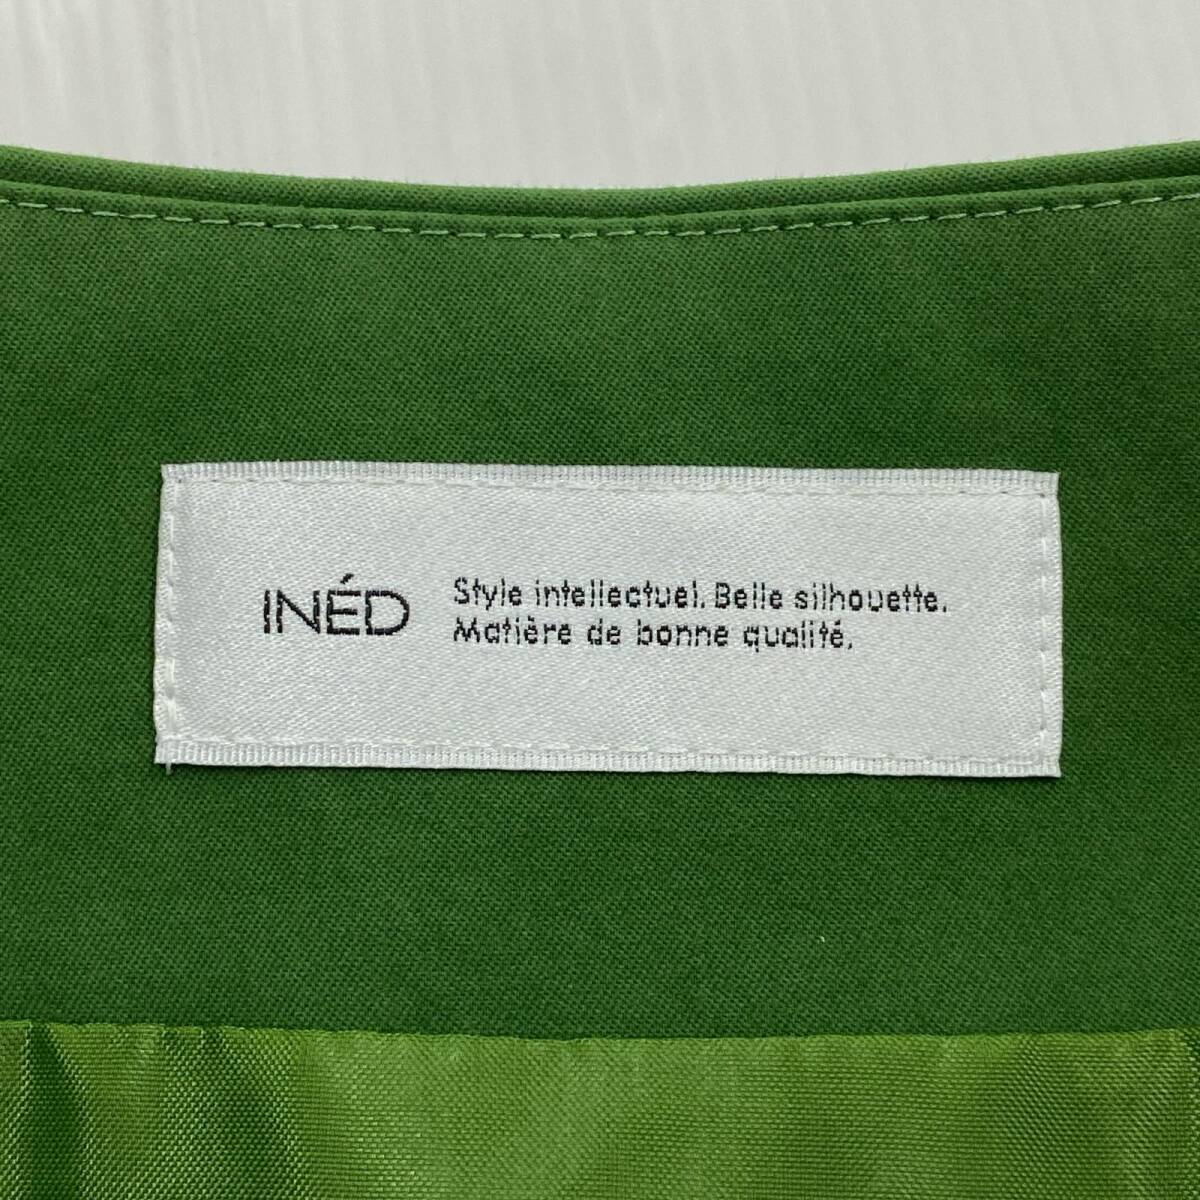 INÉD
Style intellectuel. Belle silhouette.
Matière de bonne qualité.